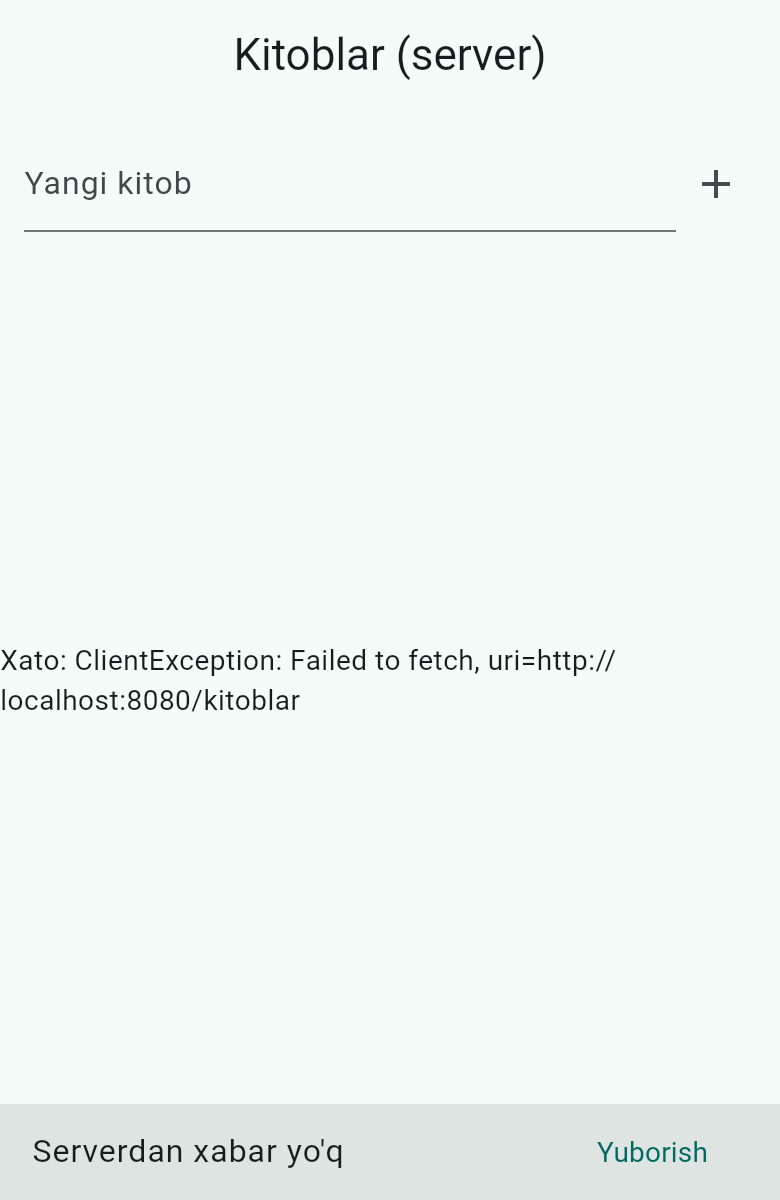 Kitoblar (server)
Yangi kitob
Xato: ClientException: Failed to fetch, uri=http://
localhost:8080/kitoblar
Serverdan xabar yo'q
Yuborish